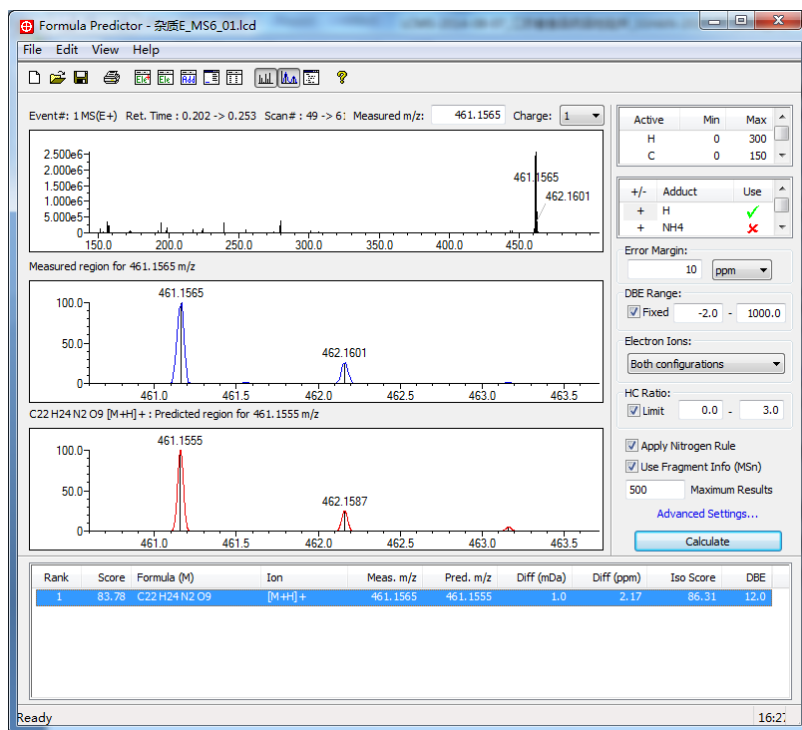 Formula Predictor - 杂质E_MS6_01.lcd
File Edit View Help
Event#: 1 MS(E+) Ret. Time : 0.202 -> 0.253 Scan# : 49 -> 6: Measured m/z: 461.1565 Charge: 1
2.500e6
2.000e6
1.500e6
1.000e6
5.000e5
0
461.1565
462.1601
150.0 200.0 250.0 300.0 350.0 400.0 450.0
Measured region for 461.1565 m/z
100.0
50.0
0
461.1565
462.1601
461.0 461.5 462.0 462.5 463.0 463.5
C22 H24 N2 O9 [M+H]+ : Predicted region for 461.1555 m/z
100.0
50.0
0
461.1555
462.1587
461.0 461.5 462.0 462.5 463.0 463.5
Active Min Max
H 0 300
C 0 150
+/- Adduct Use
+ H
+ NH4
Error Margin:
10 ppm
DBE Range:
Fixed -2.0 - 1000.0
Electron Ions:
Both configurations
HC Ratio:
Limit 0.0 - 3.0
Apply Nitrogen Rule
Use Fragment Info (MSn)
500 Maximum Results
Advanced Settings...
Calculate
Rank Score Formula (M) Ion Meas. m/z Pred. m/z Diff (mDa) Diff (ppm) Iso Score DBE
1 83.78 C22 H24 N2 O9 [M+H]+ 461.1565 461.1555 1.0 2.17 86.31 12.0
Ready